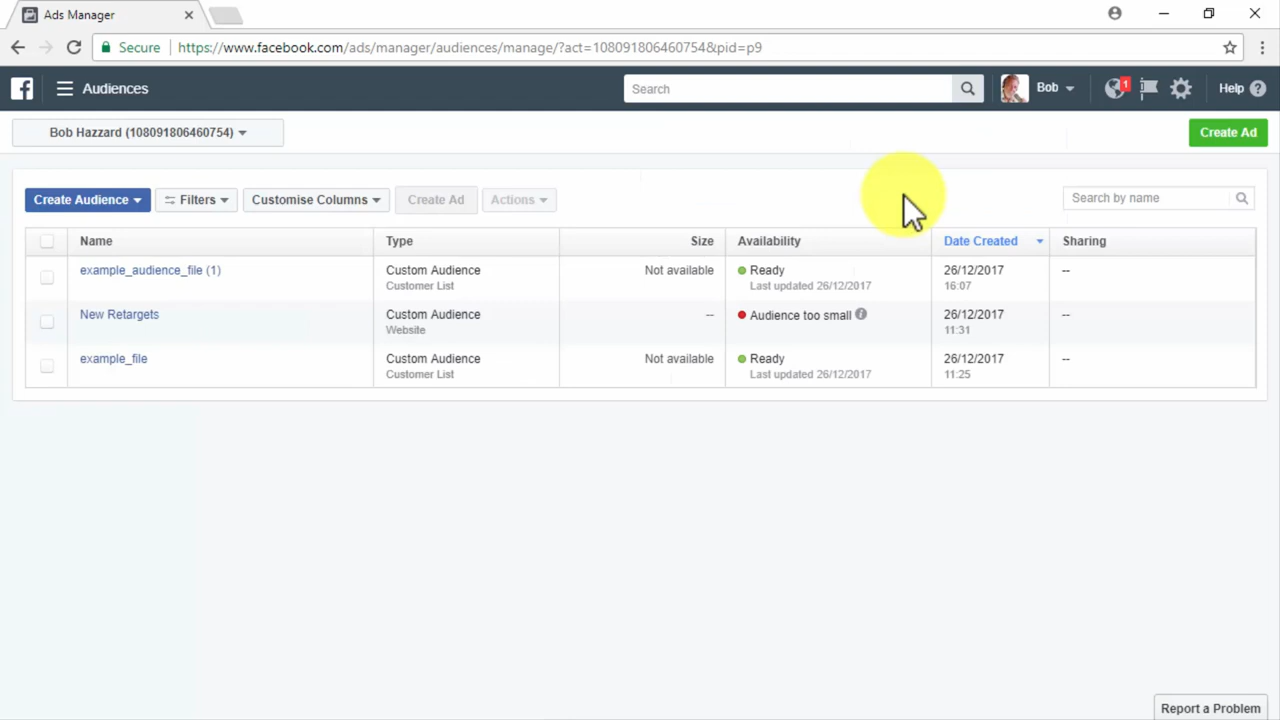 Ads Manager
Secure https://www.facebook.com/ads/manager/audiences/manage/?act=108091806460754&pid=p9
Audiences Search Bob 1 Help ?
Bob Hazzard (108091806460754) Create Ad
Create Audience Filters Customise Columns Create Ad Actions Search by name
Name Type Size Availability Date Created Sharing
example_audience_file (1) Custom Audience Not available Ready 26/12/2017 --
Customer List Last updated 26/12/2017 16:07
New Retargets Custom Audience -- Audience too small 26/12/2017 --
Website 11:31
example_file Custom Audience Not available Ready 26/12/2017 --
Customer List Last updated 26/12/2017 11:25
Report a Problem